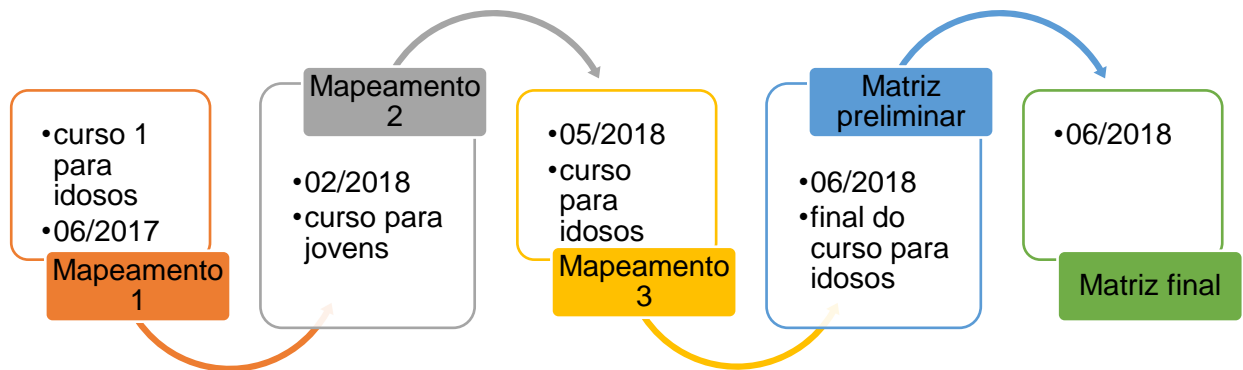 •curso 1
para
idosos
•06/2017
Mapeamento
1
Mapeamento
2
•02/2018
•curso para
jovens
•05/2018
•curso
para
idosos
Mapeamento
3
Matriz
preliminar
•06/2018
•final do
curso para
idosos
•06/2018
Matriz final